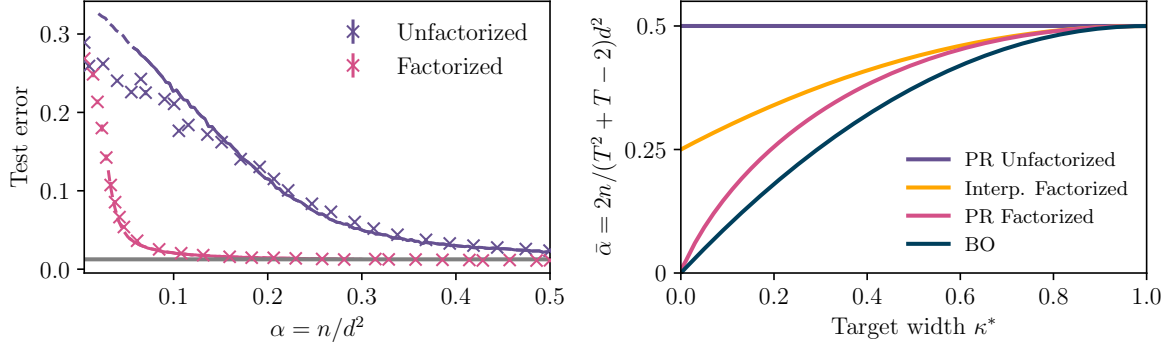 Test error
0.3
0.2
0.1
0.0
Unfactorized
Factorized
0.1
0.2
0.3
0.4
0.5
α = n/d²
ᾱ = 2n/(T² + T − 2)d²
0.5
0.25
0
PR Unfactorized
Interp. Factorized
PR Factorized
BO
0.0
0.2
0.4
0.6
0.8
1.0
Target width κ*